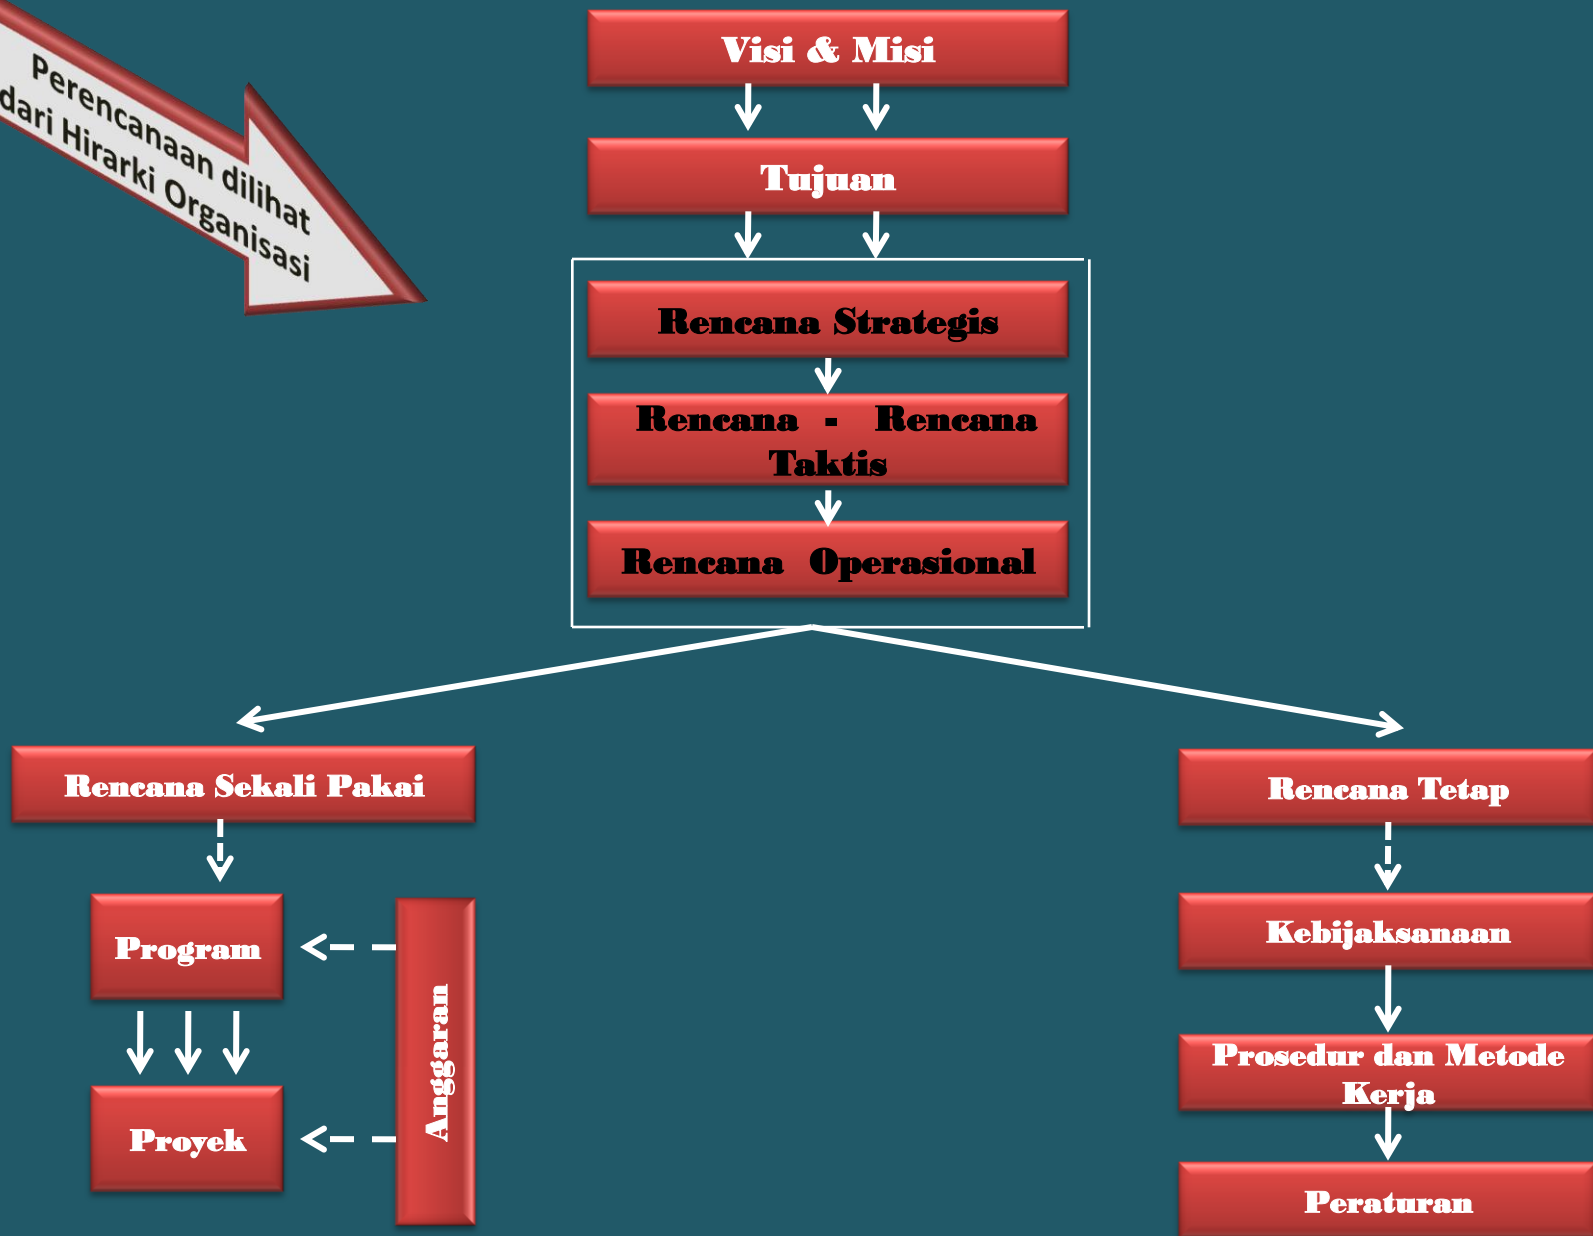 Perencanaan dilihat
dari Hirarki Organisasi
Visi & Misi
Tujuan
Rencana Strategis
Rencana - Rencana
Taktis
Rencana Operasional
Rencana Sekali Pakai
Program
Proyek
Anggaran
Rencana Tetap
Kebijaksanaan
Prosedur dan Metode
Kerja
Peraturan